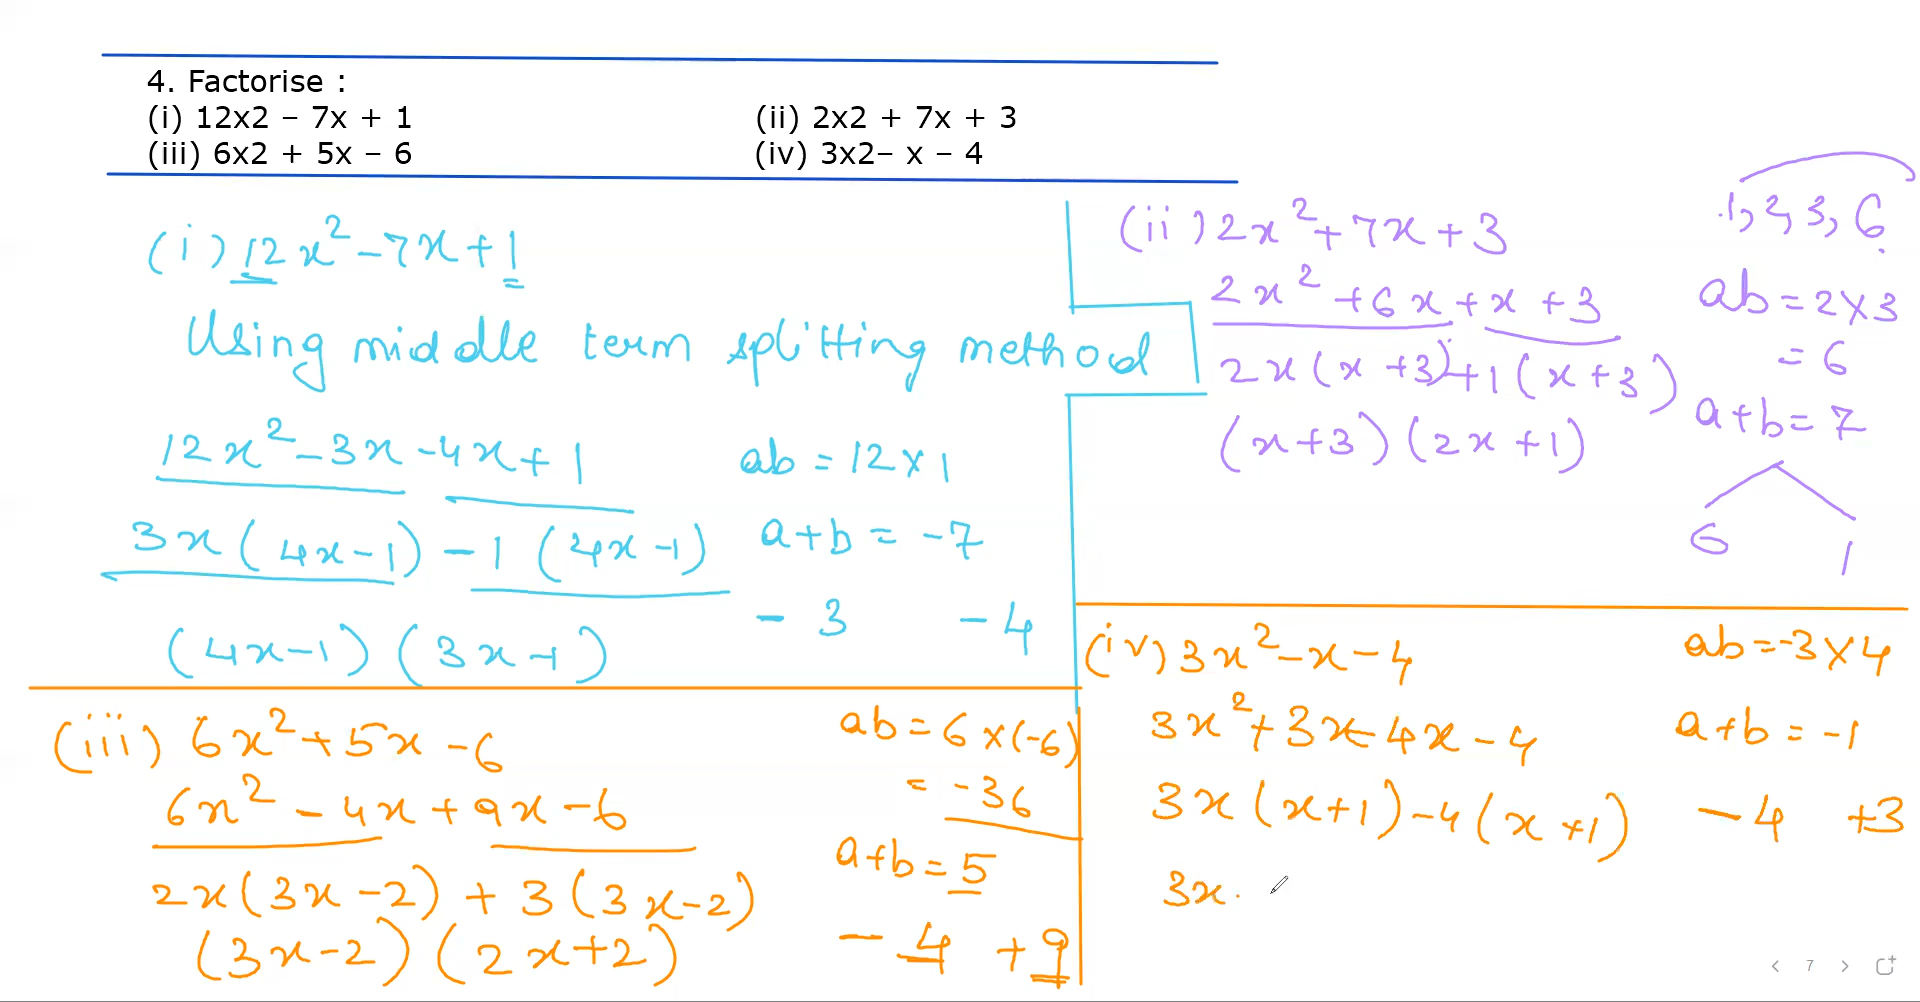 4. Factorise :
(i) 12x2 – 7x + 1
(ii) 2x2 + 7x + 3
(iii) 6x2 + 5x – 6
(iv) 3x2– x – 4
(i) 12x² - 7x + 1
Using middle term splitting method
12x² - 3x - 4x + 1
ab = 12 × 1
3x (4x - 1) - 1 (4x - 1)
a + b = -7
- 3 - 4
(4x - 1) (3x - 1)
(ii) 2x² + 7x + 3
1, 2, 3, 6
2x² + 6x + x + 3
ab = 2 × 3
2x (x + 3) + 1 (x + 3)
= 6
(x + 3) (2x + 1)
a + b = 7
6 1
(iii) 6x² + 5x - 6
ab = 6 × (-6)
6x² - 4x + 9x - 6
= -36
2x (3x - 2) + 3 (3x - 2)
a + b = 5
(3x - 2) (2x + 2)
- 4 + 9
(iv) 3x² - x - 4
ab = -3 × 4
3x² + 3x - 4x - 4
a + b = -1
3x (x + 1) - 4 (x + 1)
- 4 + 3
3x.
7